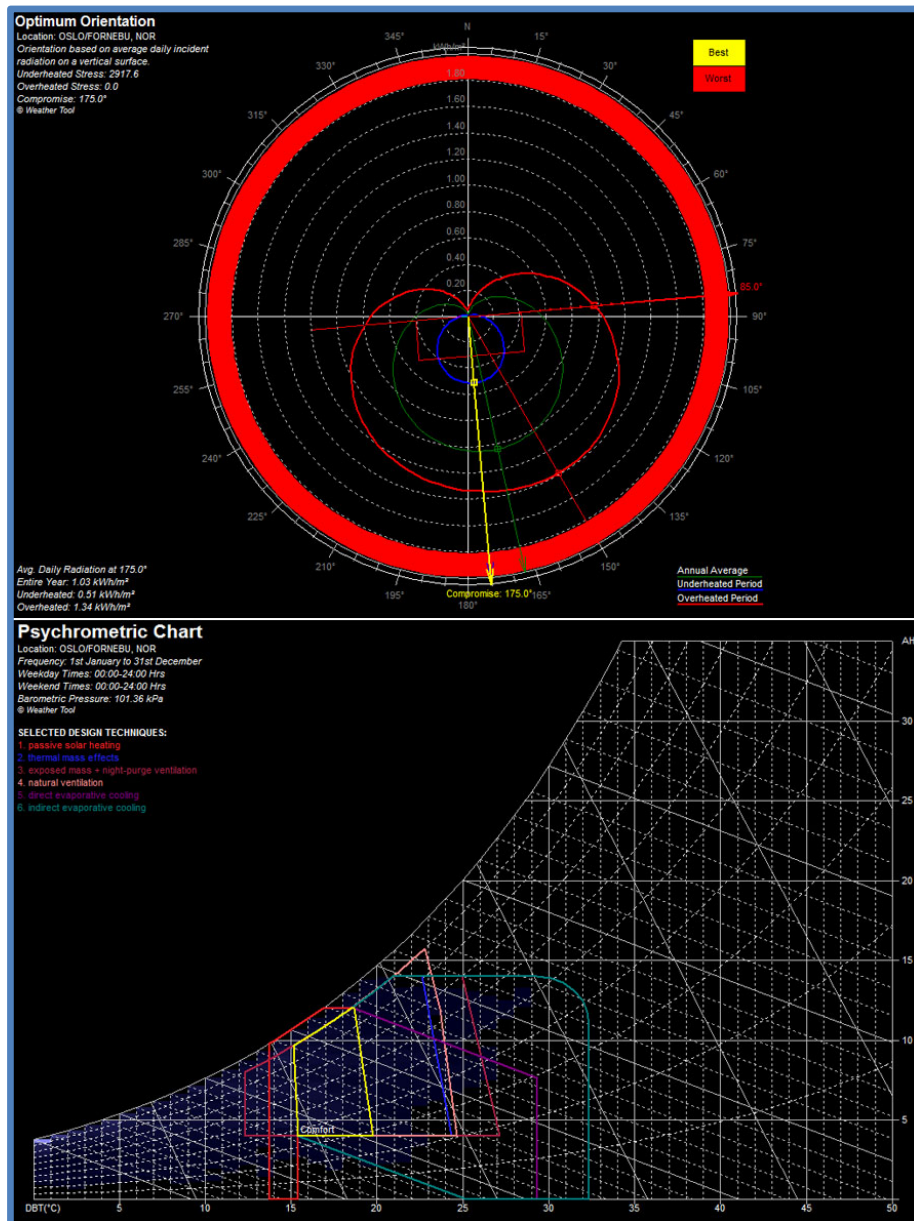 Optimum Orientation
Location: OSLO/FORNEBU, NOR
Orientation based on average daily incident
radiation on a vertical surface.
Underheated Stress: 2917.6
Overheated Stress: 0.0
Compromise: 175.0°
© Weather Tool
N
15°
30°
45°
60°
75°
85.0°
90°
105°
120°
135°
150°
165°
180°
195°
210°
225°
240°
255°
270°
285°
300°
315°
330°
345°
kWh/m²
1.80
1.60
1.40
1.20
1.00
0.80
0.60
0.40
0.20
Best
Worst
Compromise: 175.0°
Avg. Daily Radiation at 175.0°
Entire Year: 1.03 kWh/m²
Underheated: 0.51 kWh/m²
Overheated: 1.34 kWh/m²
Annual Average
Underheated Period
Overheated Period
Psychrometric Chart
Location: OSLO/FORNEBU, NOR
Frequency: 1st January to 31st December
Weekday Times: 00:00-24:00 Hrs
Weekend Times: 00:00-24:00 Hrs
Barometric Pressure: 101.36 kPa
© Weather Tool
SELECTED DESIGN TECHNIQUES:
1. passive solar heating
2. thermal mass effects
3. exposed mass + night-purge ventilation
4. natural ventilation
5. direct evaporative cooling
6. indirect evaporative cooling
AH
30
25
20
15
10
5
Comfort
DBT(°C)
5
10
15
20
25
30
35
40
45
50